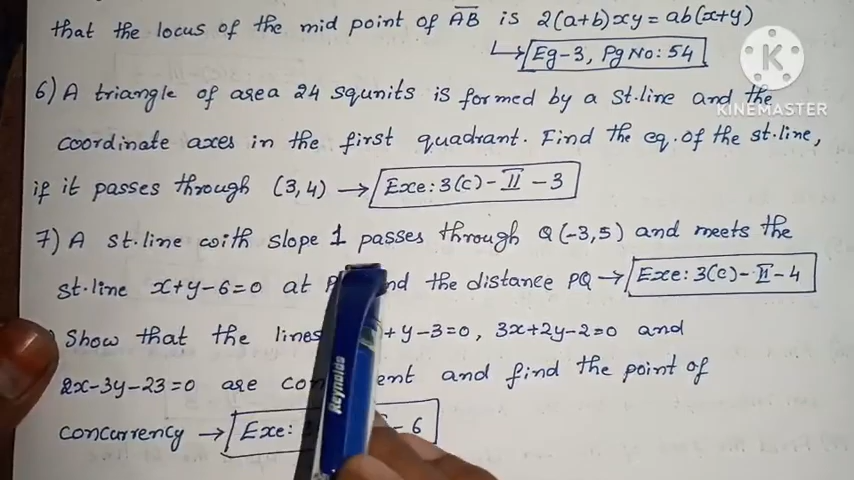 that the locus of the mid point of AB is 2(a+b)xy = ab(x+y)
Eg-3, Pg No: 54
KINEMASTER
6) A triangle of area 24 squnits is formed by a St.line and the
coordinate axes in the first quadrant. Find the eq. of the st.line,
if it passes through (3,4) → Exe: 3(c)-II-3
7) A st.line with slope 1 passes through Q(-3,5) and meets the
st.line x+y-6=0 at the distance PQ → Exe: 3(c)-II-4
Show that the lines +y-3=0, 3x+2y-2=0 and
2x-3y-23=0 are and find the point of
concurrency → Exe: -6
Reynolds